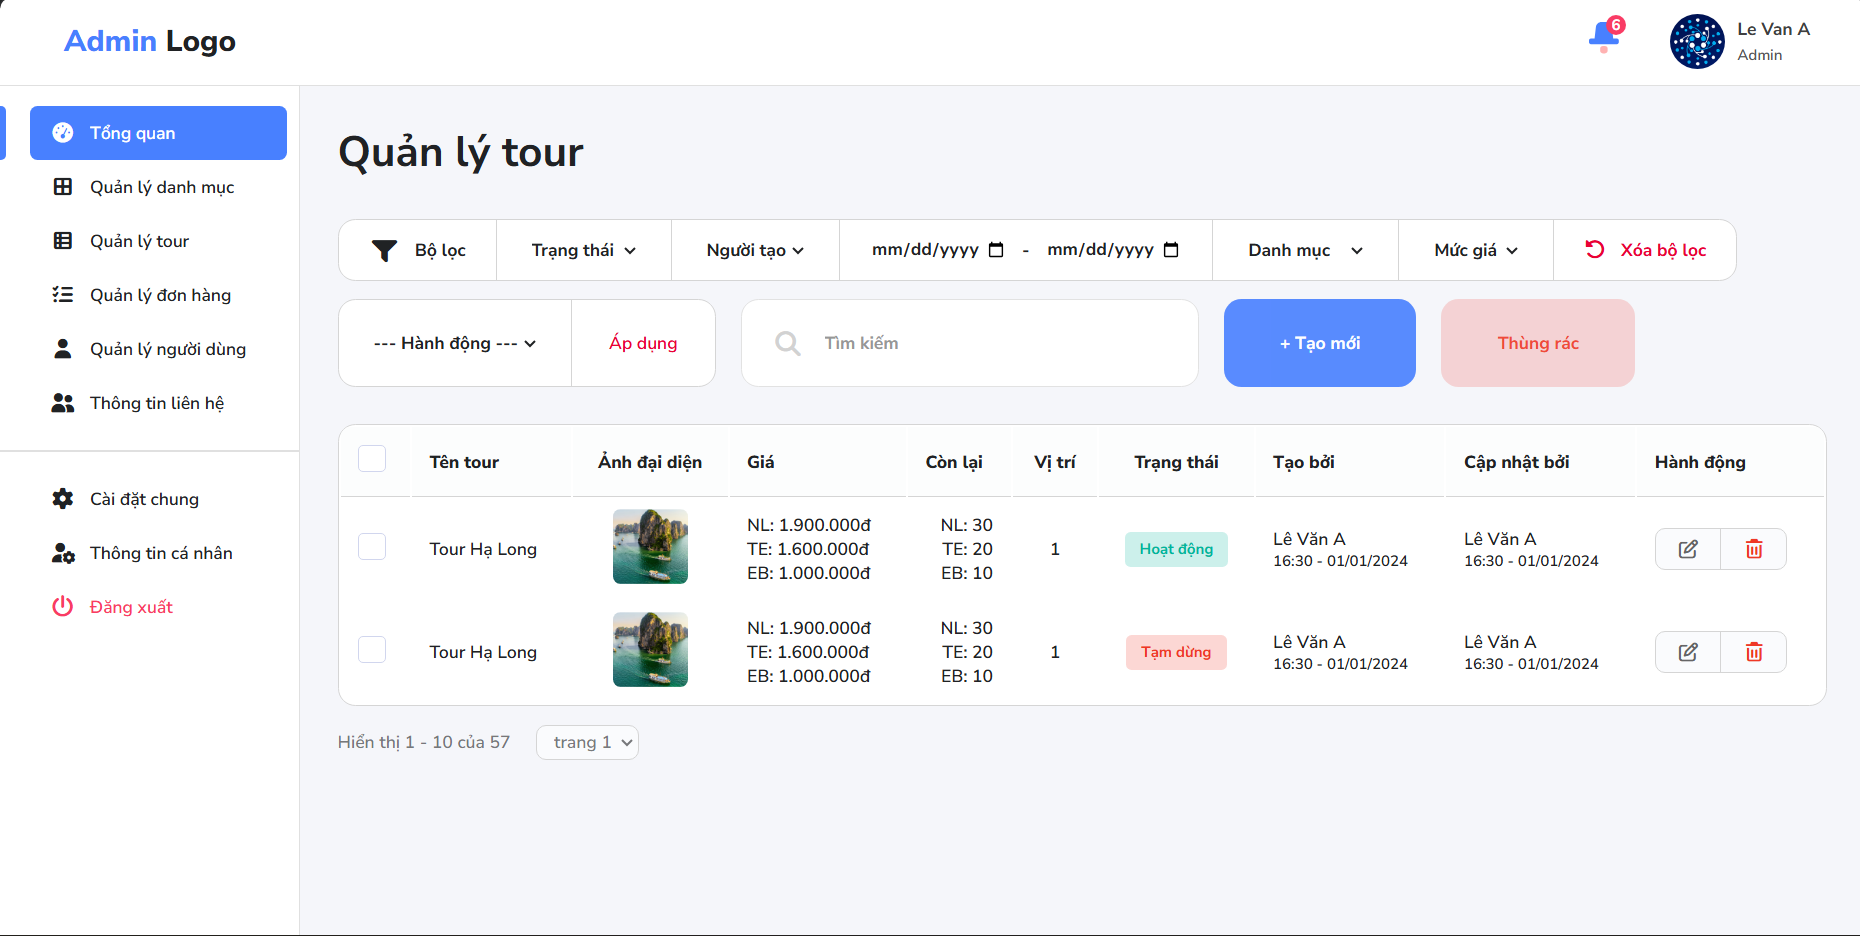 Admin Logo
6
Le Van A
Admin
Tổng quan
Quản lý danh mục
Quản lý tour
Quản lý đơn hàng
Quản lý người dùng
Thông tin liên hệ
Cài đặt chung
Thông tin cá nhân
Đăng xuất
Quản lý tour
Bộ lọc Trạng thái Người tạo mm/dd/yyyy - mm/dd/yyyy Danh mục Mức giá Xóa bộ lọc
--- Hành động --- Áp dụng Tìm kiếm + Tạo mới Thùng rác
Tên tour Ảnh đại diện Giá Còn lại Vị trí Trạng thái Tạo bởi Cập nhật bởi Hành động
Tour Hạ Long
NL: 1.900.000đ
TE: 1.600.000đ
EB: 1.000.000đ
NL: 30
TE: 20
EB: 10
1
Hoạt động
Lê Văn A
16:30 - 01/01/2024
Lê Văn A
16:30 - 01/01/2024
Tour Hạ Long
NL: 1.900.000đ
TE: 1.600.000đ
EB: 1.000.000đ
NL: 30
TE: 20
EB: 10
1
Tạm dừng
Lê Văn A
16:30 - 01/01/2024
Lê Văn A
16:30 - 01/01/2024
Hiển thị 1 - 10 của 57 trang 1